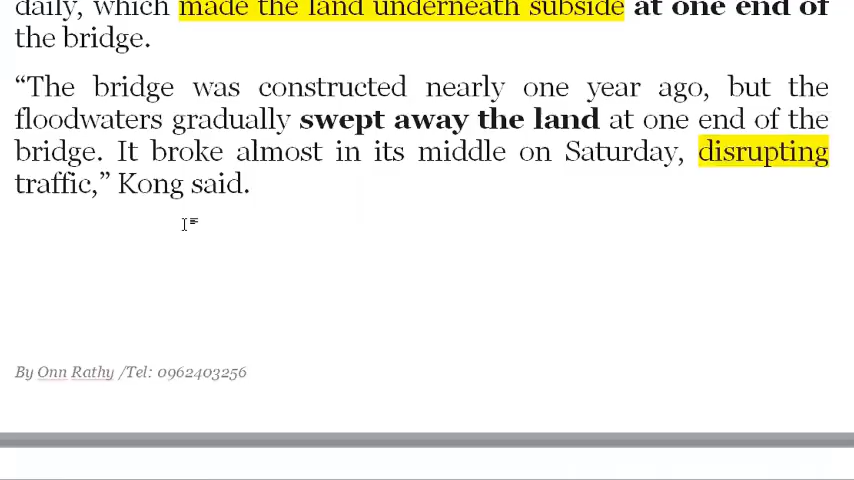 daily, which made the land underneath subside at one end of
the bridge.
“The bridge was constructed nearly one year ago, but the
floodwaters gradually swept away the land at one end of the
bridge. It broke almost in its middle on Saturday, disrupting
traffic,” Kong said.
By Onn Rathy /Tel: 0962403256